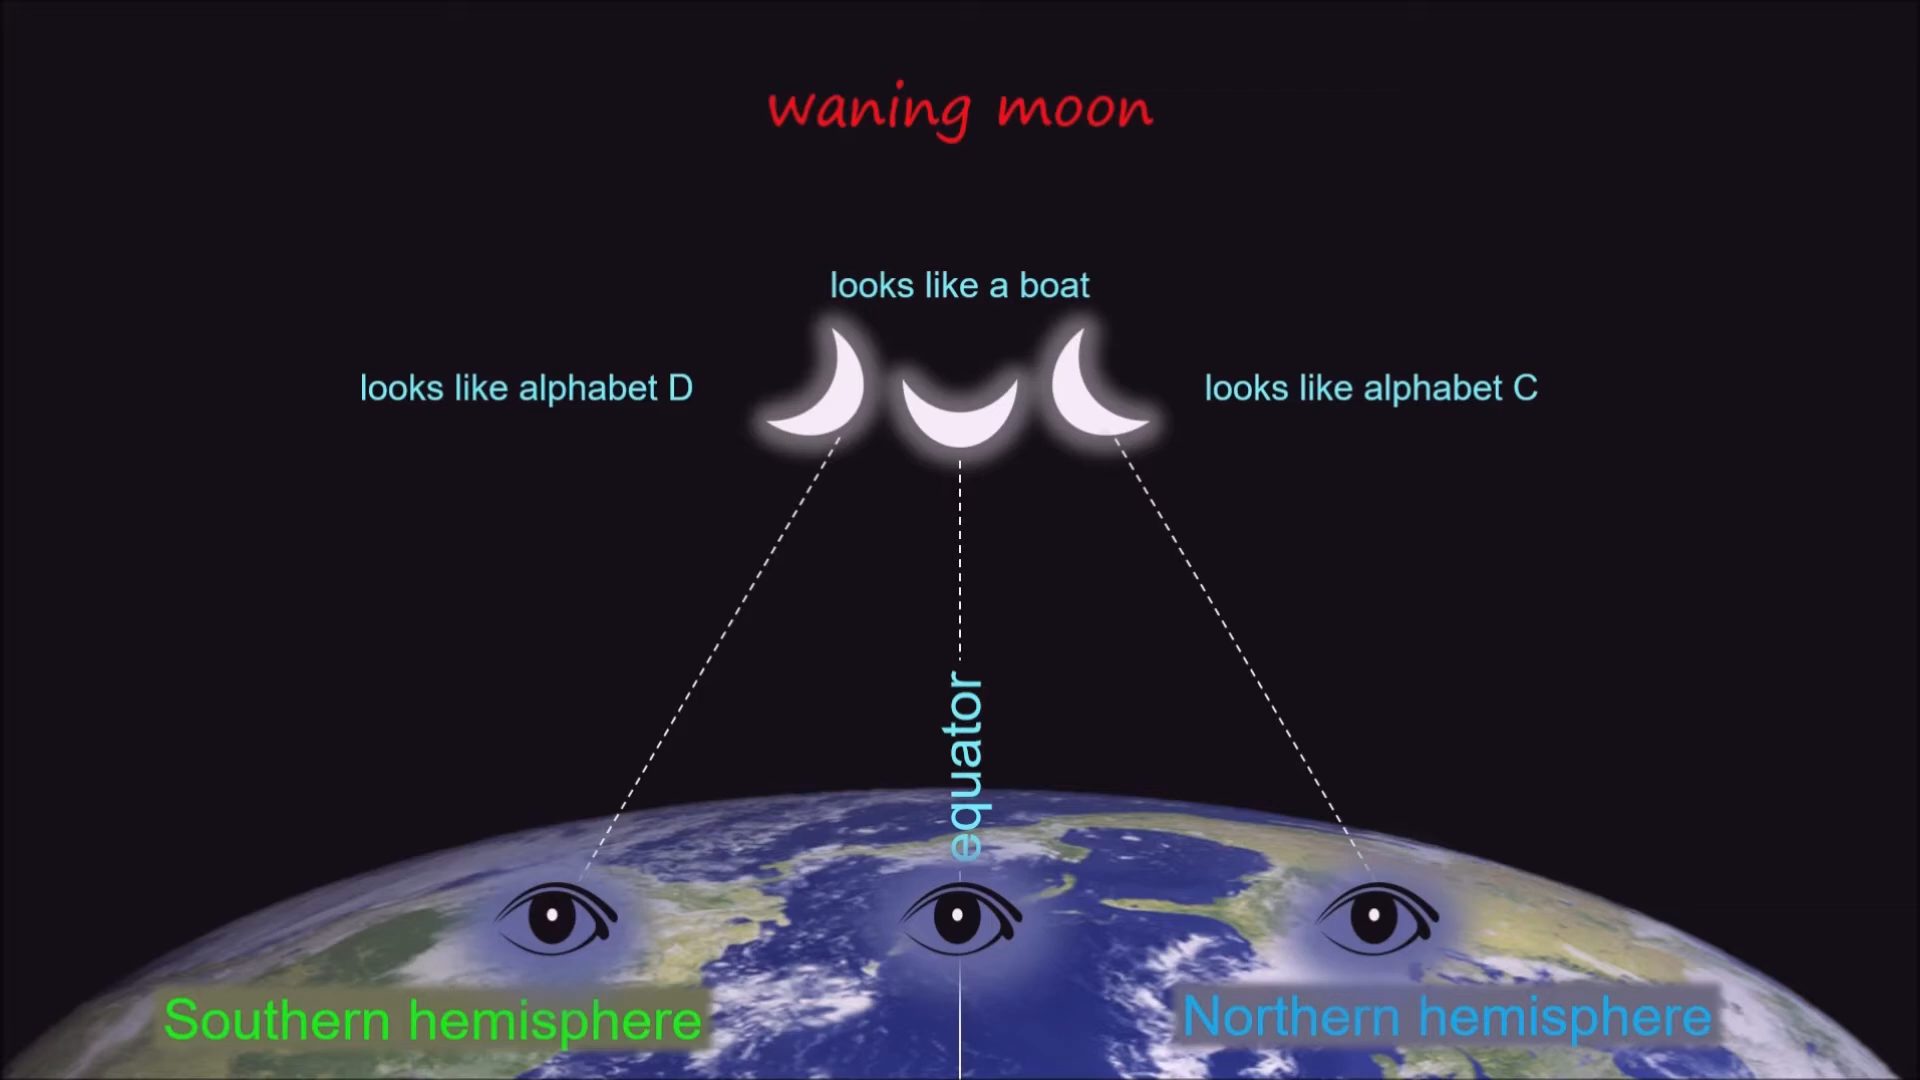 waning moon
looks like a boat
looks like alphabet D
looks like alphabet C
equator
Southern hemisphere
Northern hemisphere